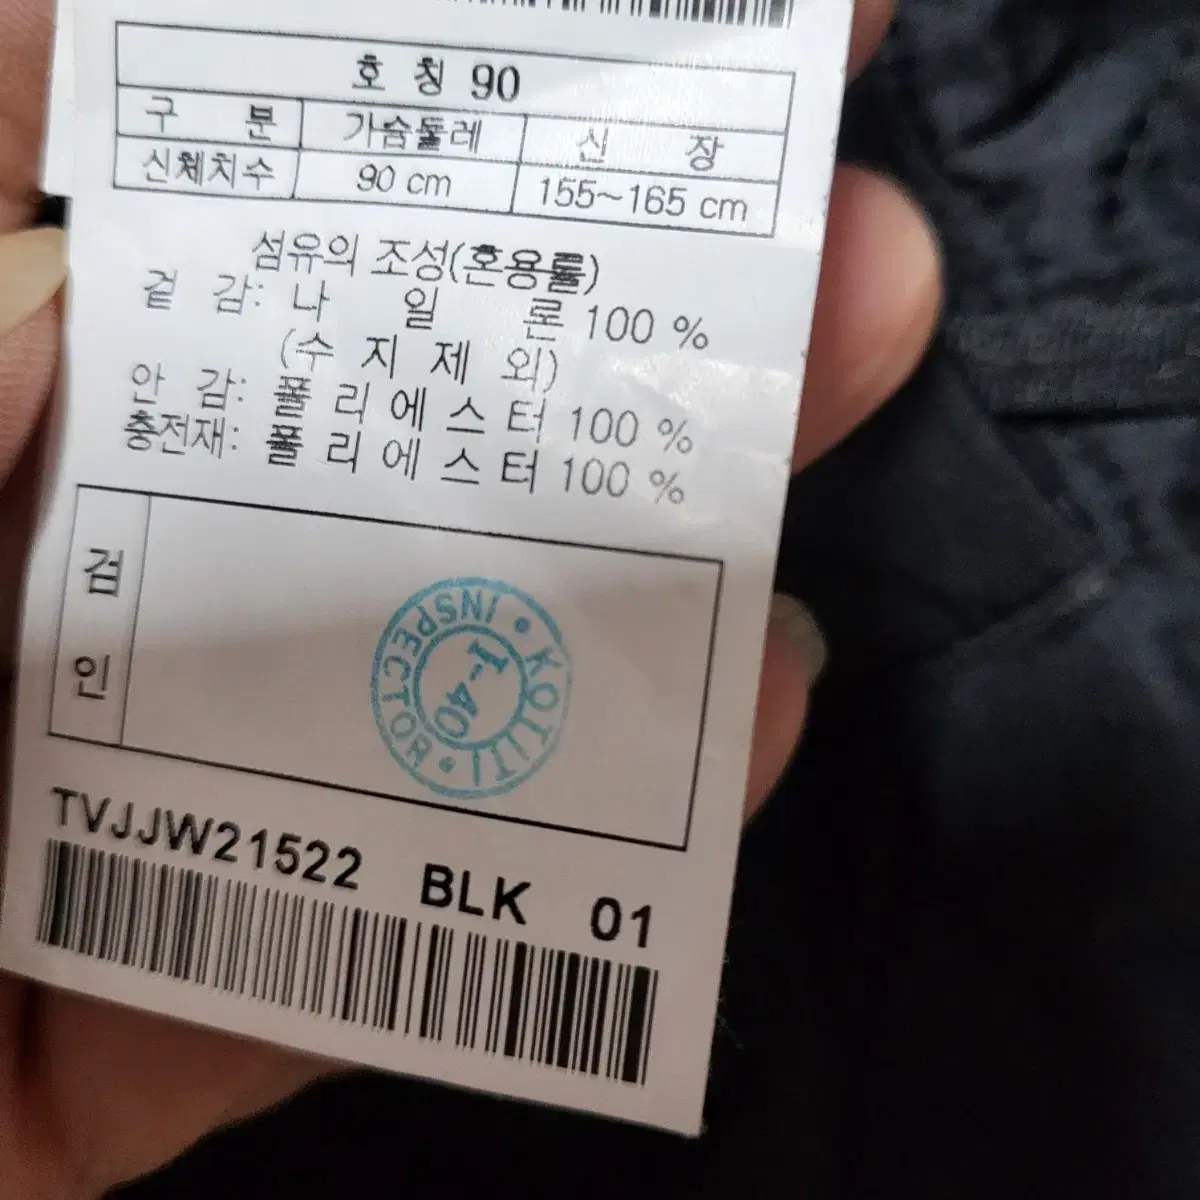 호 칭 90
구 분 가슴둘레 신 장
신체치수 90 cm 155~165 cm
섬유의 조성(혼용률)
겉 감: 나 일 론 100 %
(수 지 제 외)
안 감: 폴 리 에 스 터 100 %
충전재: 폴 리 에 스 터 100 %
검
인
INSPECTOR · KOTITI ·
I-40
TVJJW21522 BLK 01